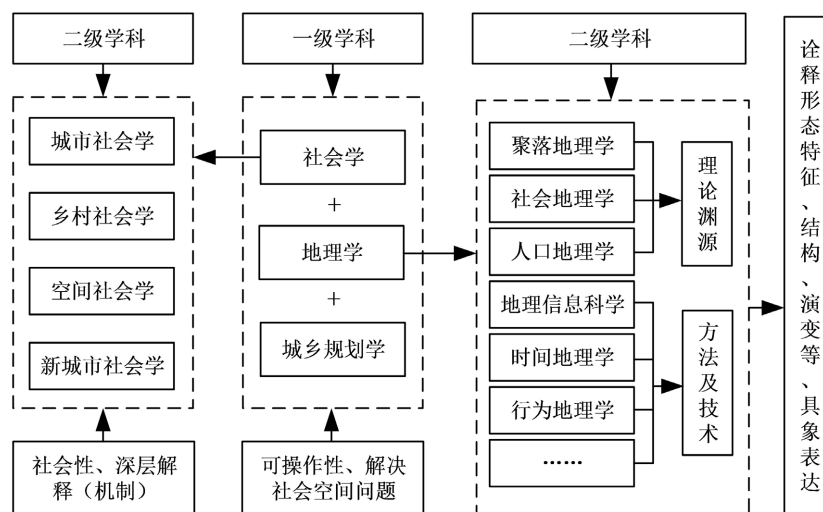 二级学科
一级学科
二级学科
城市社会学
乡村社会学
空间社会学
新城市社会学
社会学
+
地理学
+
城乡规划学
聚落地理学
社会地理学
人口地理学
地理信息科学
时间地理学
行为地理学
……
理论渊源
方法及技术
诠释形态特征、结构、演变等、具象表达
社会性、深层解
释（机制）
可操作性、解决
社会空间问题